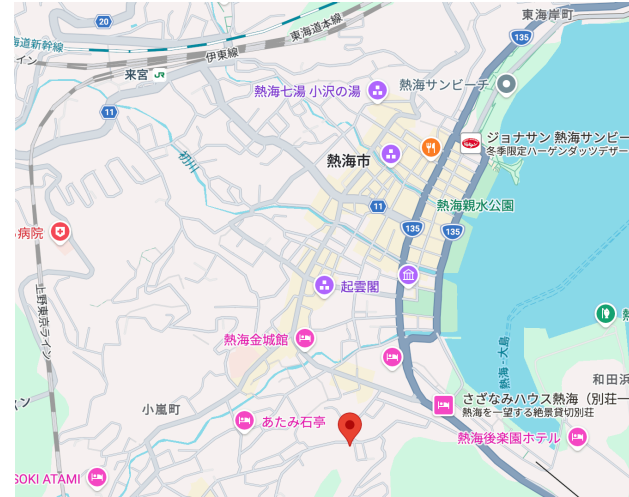 東海岸町
20
135
東海道本線
海道新幹線
伊東線
イン
来宮 JR
熱海サンビーチ
熱海七湯 小沢の湯
11
ジョナサン 熱海サンビー
冬季限定ハーゲンダッツデザー
熱海市
初川
熱海親水公園
11
135
135
病院
起雲閣
上野東京ライン
熱
熱海金城館
熱海 - 大島
和田浜
さざなみハウス熱海（別荘一
熱海を一望する絶景貸切別荘
ン
小嵐町
あたみ石亭
熱海後楽園ホテル
SOKI ATAMI